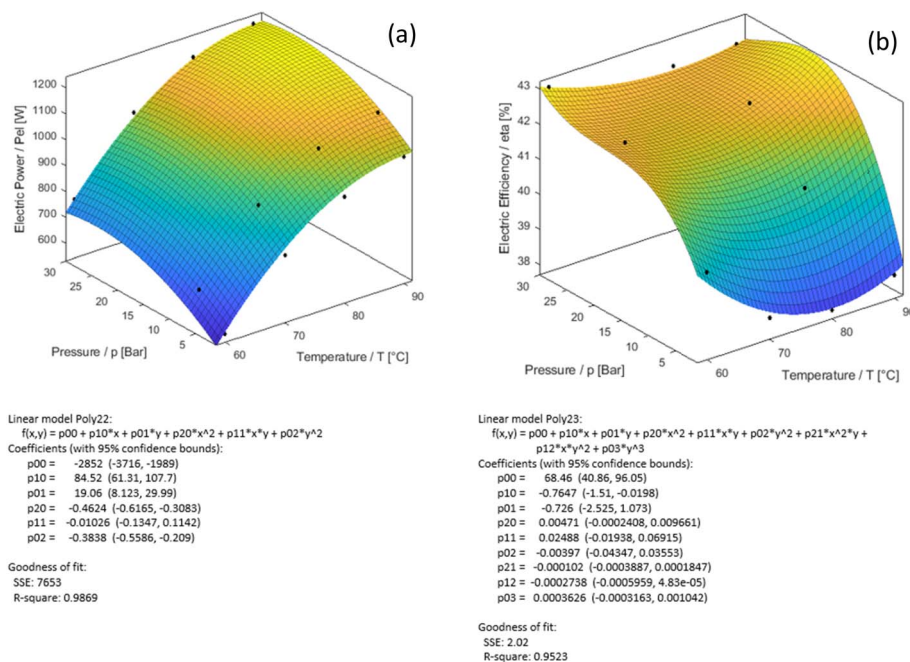 (a)
Electric Power / Pel [W]
1200
1100
1000
900
800
700
600
30
25
20
15
10
5
Pressure / p [Bar]
60
70
80
90
Temperature / T [°C]
(b)
Electric Efficiency / eta [%]
43
42
41
40
39
38
30
25
20
15
10
5
Pressure / p [Bar]
60
70
80
90
Temperature / T [°C]
Linear model Poly22:
f(x,y) = p00 + p10*x + p01*y + p20*x^2 + p11*x*y + p02*y^2
Coefficients (with 95% confidence bounds):
p00 = -2852 (-3716, -1989)
p10 = 84.52 (61.31, 107.7)
p01 = 19.06 (8.123, 29.99)
p20 = -0.4624 (-0.6165, -0.3083)
p11 = -0.01026 (-0.1347, 0.1142)
p02 = -0.3838 (-0.5586, -0.209)
Goodness of fit:
SSE: 7653
R-square: 0.9869
Linear model Poly23:
f(x,y) = p00 + p10*x + p01*y + p20*x^2 + p11*x*y + p02*y^2 + p21*x^2*y +
p12*x*y^2 + p03*y^3
Coefficients (with 95% confidence bounds):
p00 = 68.46 (40.86, 96.05)
p10 = -0.7647 (-1.51, -0.0198)
p01 = -0.726 (-2.525, 1.073)
p20 = 0.00471 (-0.0002408, 0.009661)
p11 = 0.02488 (-0.01938, 0.06915)
p02 = -0.00397 (-0.04347, 0.03553)
p21 = -0.000102 (-0.0003887, 0.0001847)
p12 = -0.0002738 (-0.0005959, 4.83e-05)
p03 = 0.0003626 (-0.0003163, 0.001042)
Goodness of fit:
SSE: 2.02
R-square: 0.9523